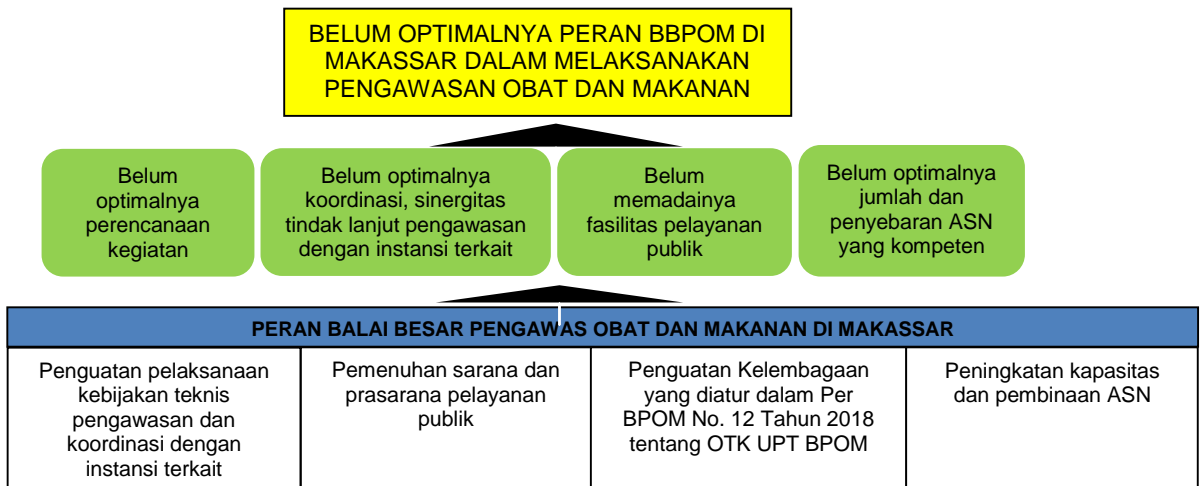 BELUM OPTIMALNYA PERAN BBPOM DI
MAKASSAR DALAM MELAKSANAKAN
PENGAWASAN OBAT DAN MAKANAN
Belum
optimalnya
perencanaan
kegiatan
Belum optimalnya
koordinasi, sinergitas
tindak lanjut pengawasan
dengan instansi terkait
Belum
memadainya
fasilitas pelayanan
publik
Belum optimalnya
jumlah dan
penyebaran ASN
yang kompeten
PERAN BALAI BESAR PENGAWAS OBAT DAN MAKANAN DI MAKASSAR
Penguatan pelaksanaan
kebijakan teknis
pengawasan dan
koordinasi dengan
instansi terkait
Pemenuhan sarana dan
prasarana pelayanan
publik
Penguatan Kelembagaan
yang diatur dalam Per
BPOM No. 12 Tahun 2018
tentang OTK UPT BPOM
Peningkatan kapasitas
dan pembinaan ASN